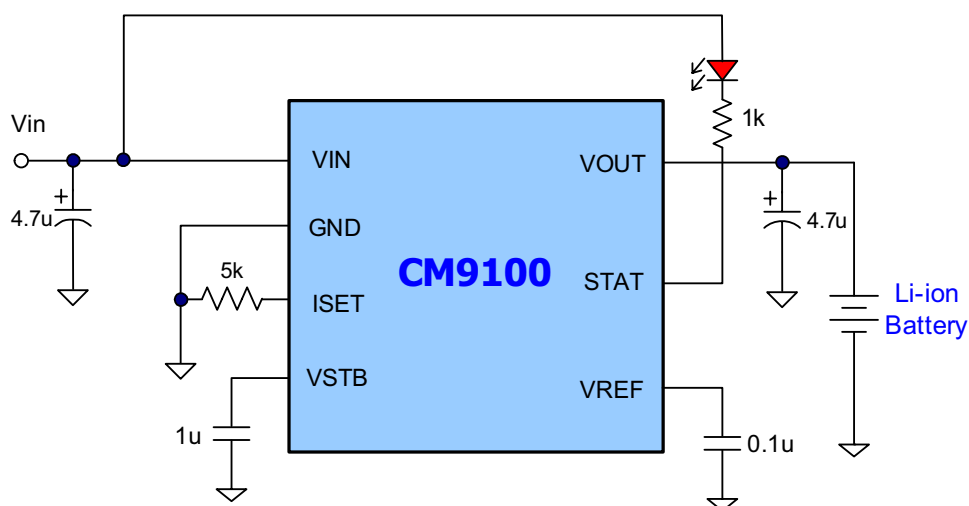 Vin
4.7u
+
VIN
GND
5k
ISET
VSTB
1u
CM9100
1k
VOUT
STAT
VREF
+
4.7u
0.1u
Li-ion
Battery